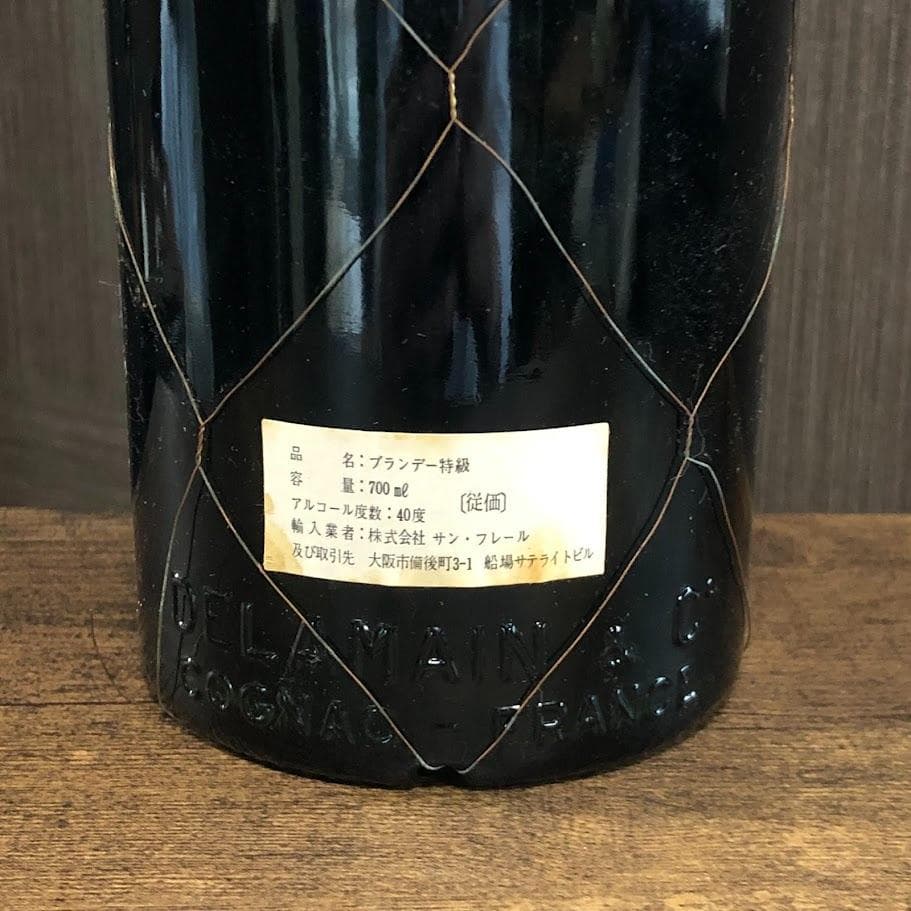 品 名：ブランデー特級
容 量：700㎖
〔従価〕
アルコール度数：40度
輸入業者：株式会社 サン・フレール
及び取引先 大阪市備後町3-1 船場サテライトビル
DELAMAIN & Cº
COGNAC - FRANCE